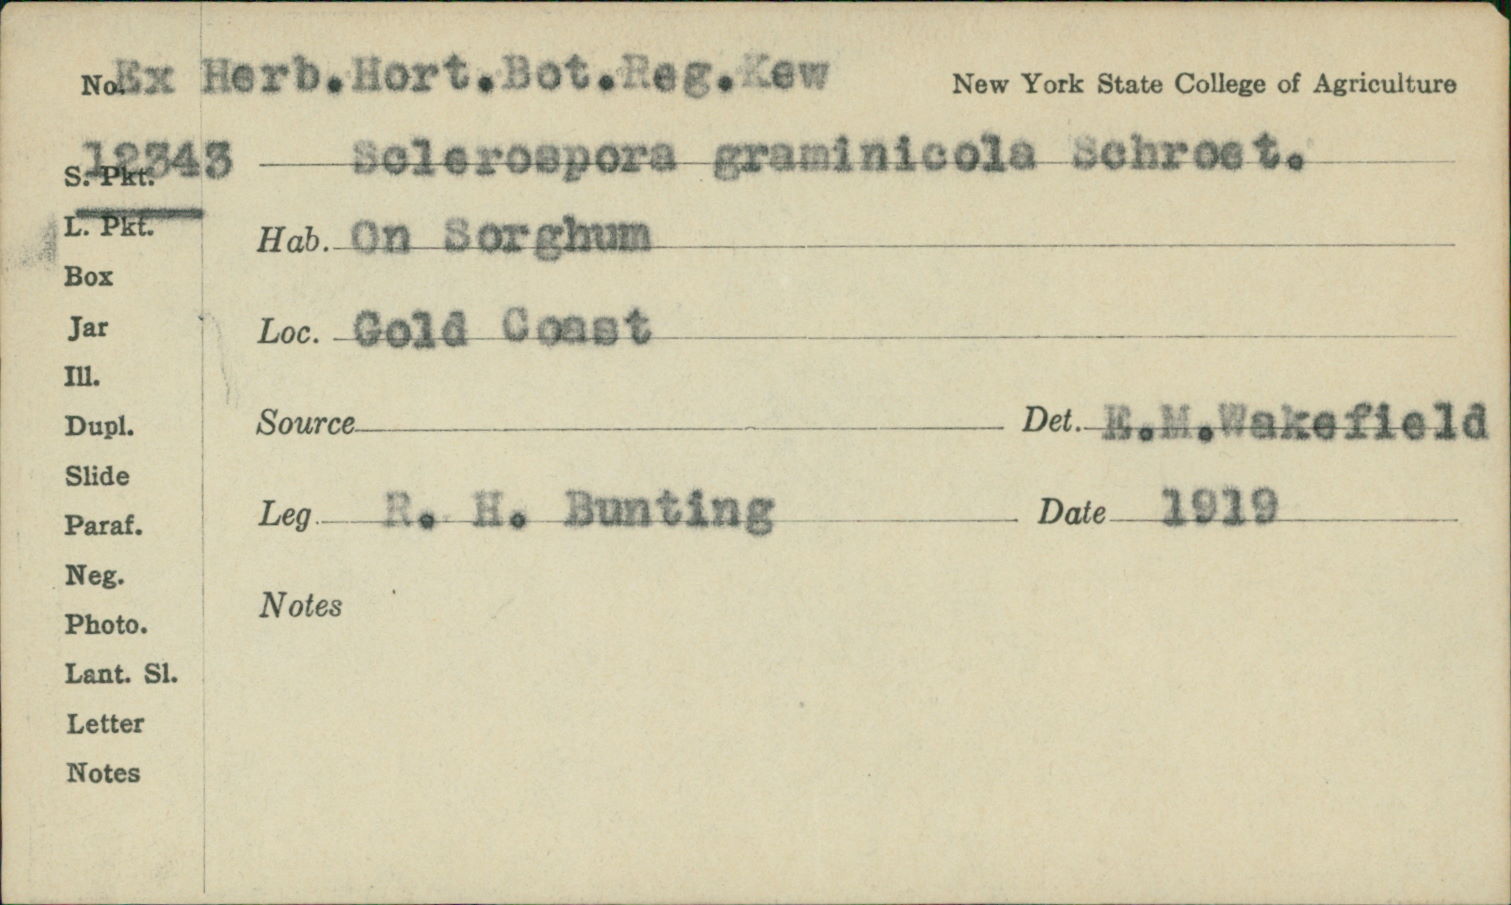 No. Ex Herb.Hort.Bot.Reg.Kew New York State College of Agriculture
12343 Sclerospora graminicola Schroet.
S. Pkt.
L. Pkt.
Hab. On Sorghum
Box
Jar
Loc. Gold Coast
Ill.
Dupl.
Source Det. E.M.Wakefield
Slide
Paraf.
Leg R. H. Bunting Date 1919
Neg.
Notes
Photo.
Lant. Sl.
Letter
Notes